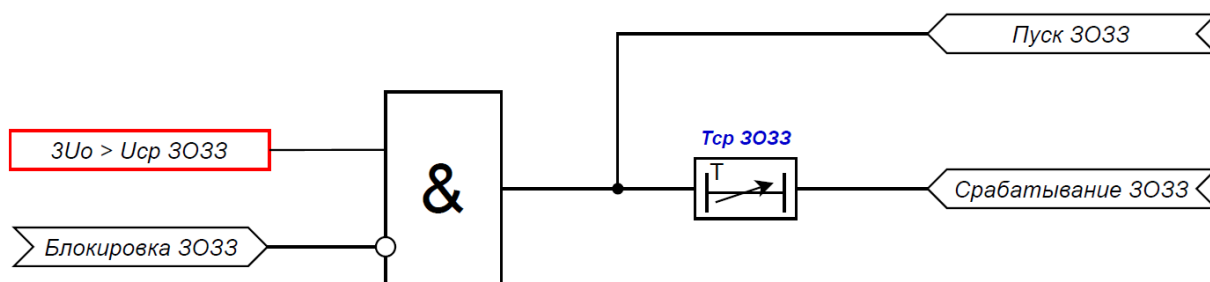 Пуск ЗОЗЗ
3Uo > Uср ЗОЗЗ
&
Тср ЗОЗЗ
T
Срабатывание ЗОЗЗ
Блокировка ЗОЗЗ